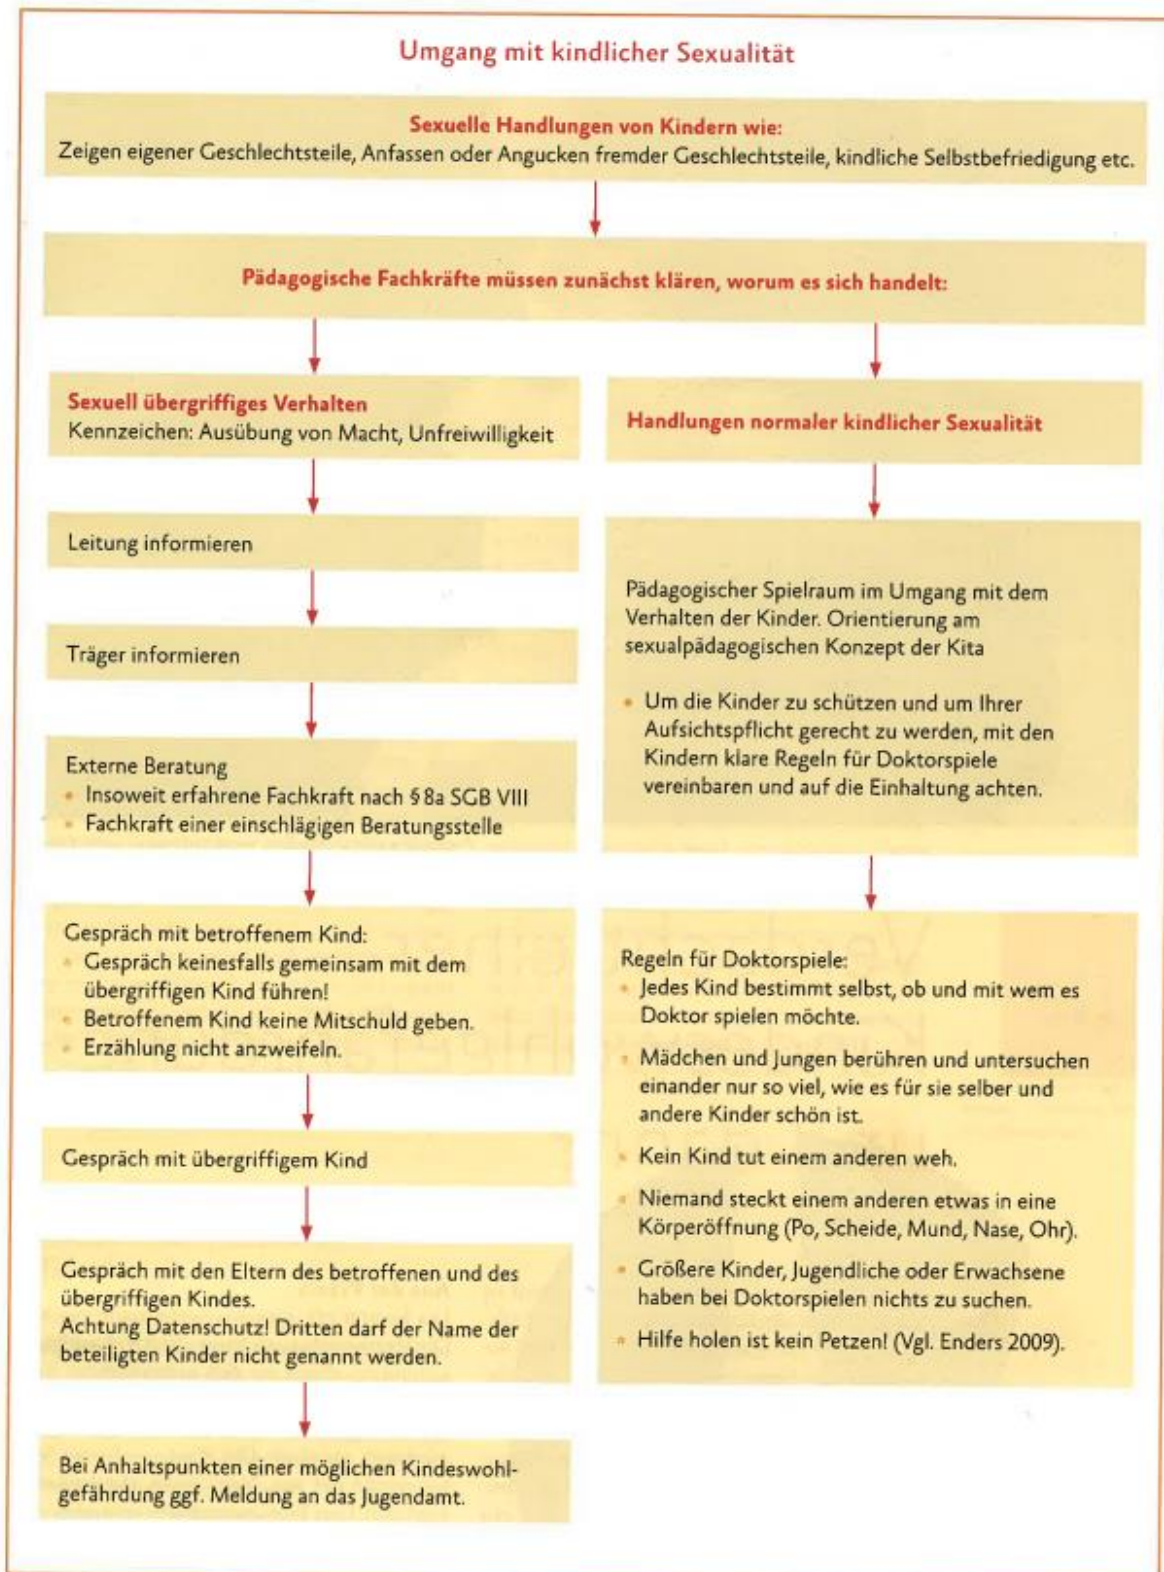 Umgang mit kindlicher Sexualität
Sexuelle Handlungen von Kindern wie:
Zeigen eigener Geschlechtsteile, Anfassen oder Angucken fremder Geschlechtsteile, kindliche Selbstbefriedigung etc.
Pädagogische Fachkräfte müssen zunächst klären, worum es sich handelt:
Sexuell übergriffiges Verhalten
Kennzeichen: Ausübung von Macht, Unfreiwilligkeit
Leitung informieren
Träger informieren
Externe Beratung
• Insoweit erfahrene Fachkraft nach § 8a SGB VIII
• Fachkraft einer einschlägigen Beratungsstelle
Gespräch mit betroffenem Kind:
• Gespräch keinesfalls gemeinsam mit dem
übergriffigen Kind führen!
• Betroffenem Kind keine Mitschuld geben.
• Erzählung nicht anzweifeln.
Gespräch mit übergriffigem Kind
Gespräch mit den Eltern des betroffenen und des
übergriffigen Kindes.
Achtung Datenschutz! Dritten darf der Name der
beteiligten Kinder nicht genannt werden.
Bei Anhaltspunkten einer möglichen Kindeswohl-
gefährdung ggf. Meldung an das Jugendamt.
Handlungen normaler kindlicher Sexualität
Pädagogischer Spielraum im Umgang mit dem
Verhalten der Kinder. Orientierung am
sexualpädagogischen Konzept der Kita
• Um die Kinder zu schützen und um Ihrer
Aufsichtspflicht gerecht zu werden, mit den
Kindern klare Regeln für Doktorspiele
vereinbaren und auf die Einhaltung achten.
Regeln für Doktorspiele:
• Jedes Kind bestimmt selbst, ob und mit wem es
Doktor spielen möchte.
• Mädchen und Jungen berühren und untersuchen
einander nur so viel, wie es für sie selber und
andere Kinder schön ist.
• Kein Kind tut einem anderen weh.
• Niemand steckt einem anderen etwas in eine
Körperöffnung (Po, Scheide, Mund, Nase, Ohr).
• Größere Kinder, Jugendliche oder Erwachsene
haben bei Doktorspielen nichts zu suchen.
• Hilfe holen ist kein Petzen! (Vgl. Enders 2009).